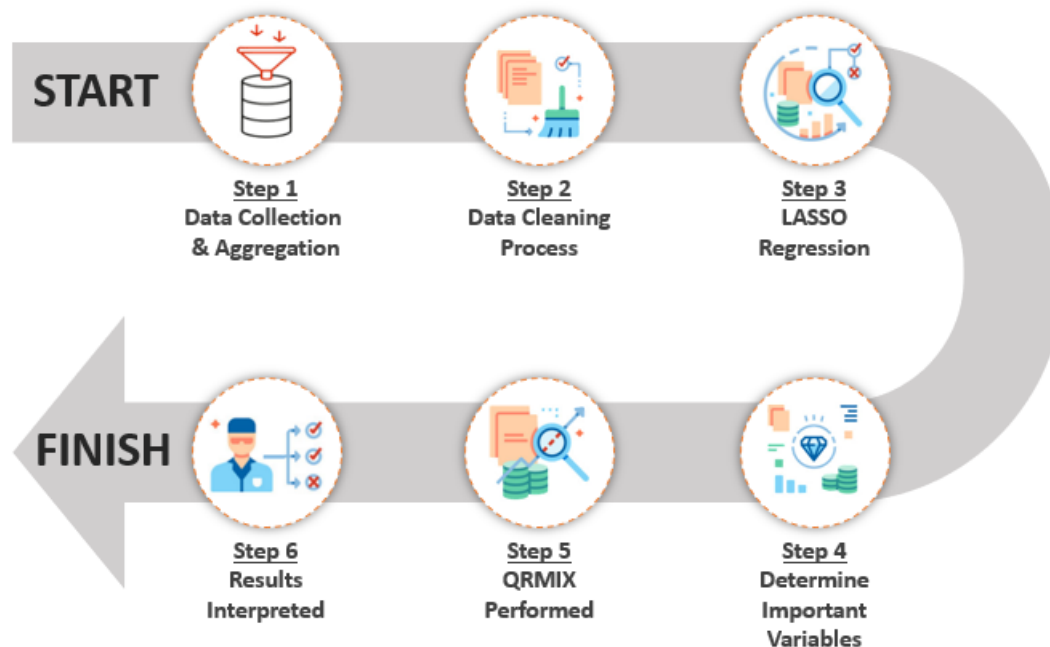 START
Step 1
Data Collection
& Aggregation
Step 2
Data Cleaning
Process
Step 3
LASSO
Regression
Step 4
Determine
Important
Variables
Step 5
QRMIX
Performed
Step 6
Results
Interpreted
FINISH